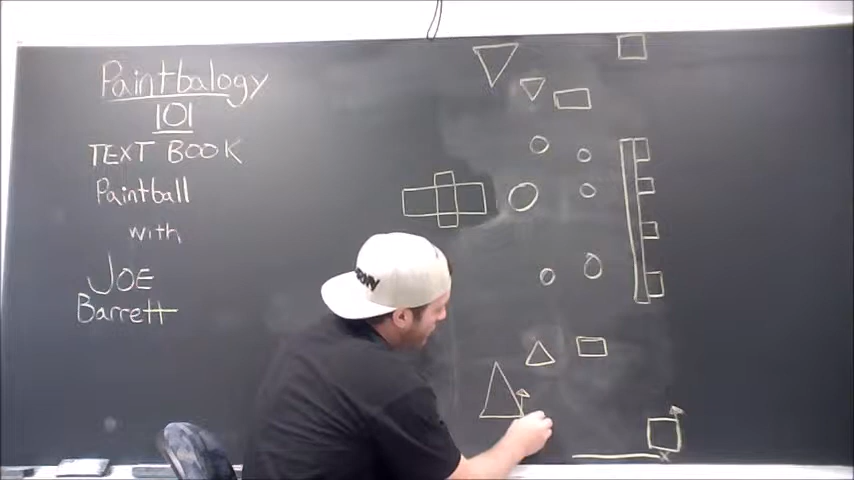 Paintbalogy
101
TEXT BOOK
Paintball
with
JOE
Barrett
x